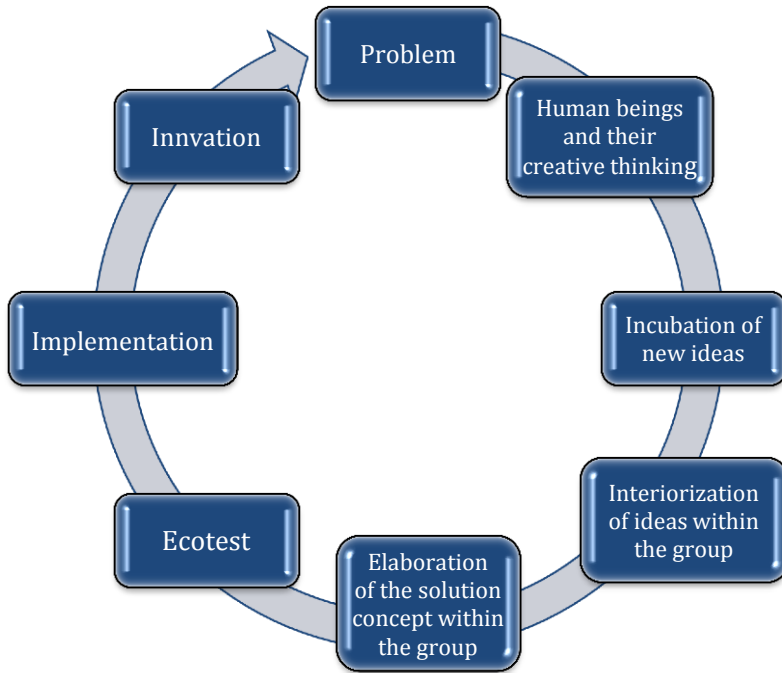 Problem
Human beings
and their
creative thinking
Incubation of
new ideas
Interiorization
of ideas within
the group
Elaboration
of the solution
concept within
the group
Ecotest
Implementation
Innvation